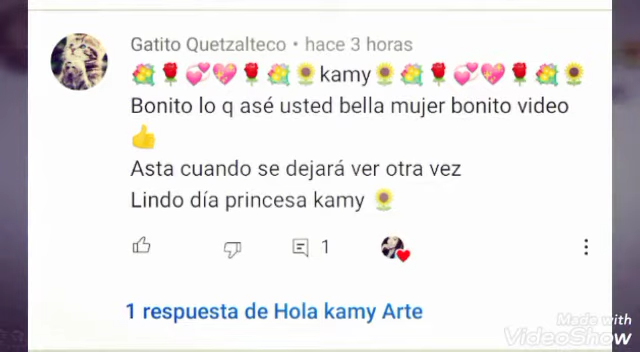 Gatito Quetzalteco • hace 3 horas
💐🌹💞💖🌹💐🌻kamy🌻💐🌹💞💖🌹💐🌻
Bonito lo q asé usted bella mujer bonito video
👍
Asta cuando se dejará ver otra vez
Lindo día princesa kamy 🌻
1
1 respuesta de Hola kamy Arte
Made with
VideoShow